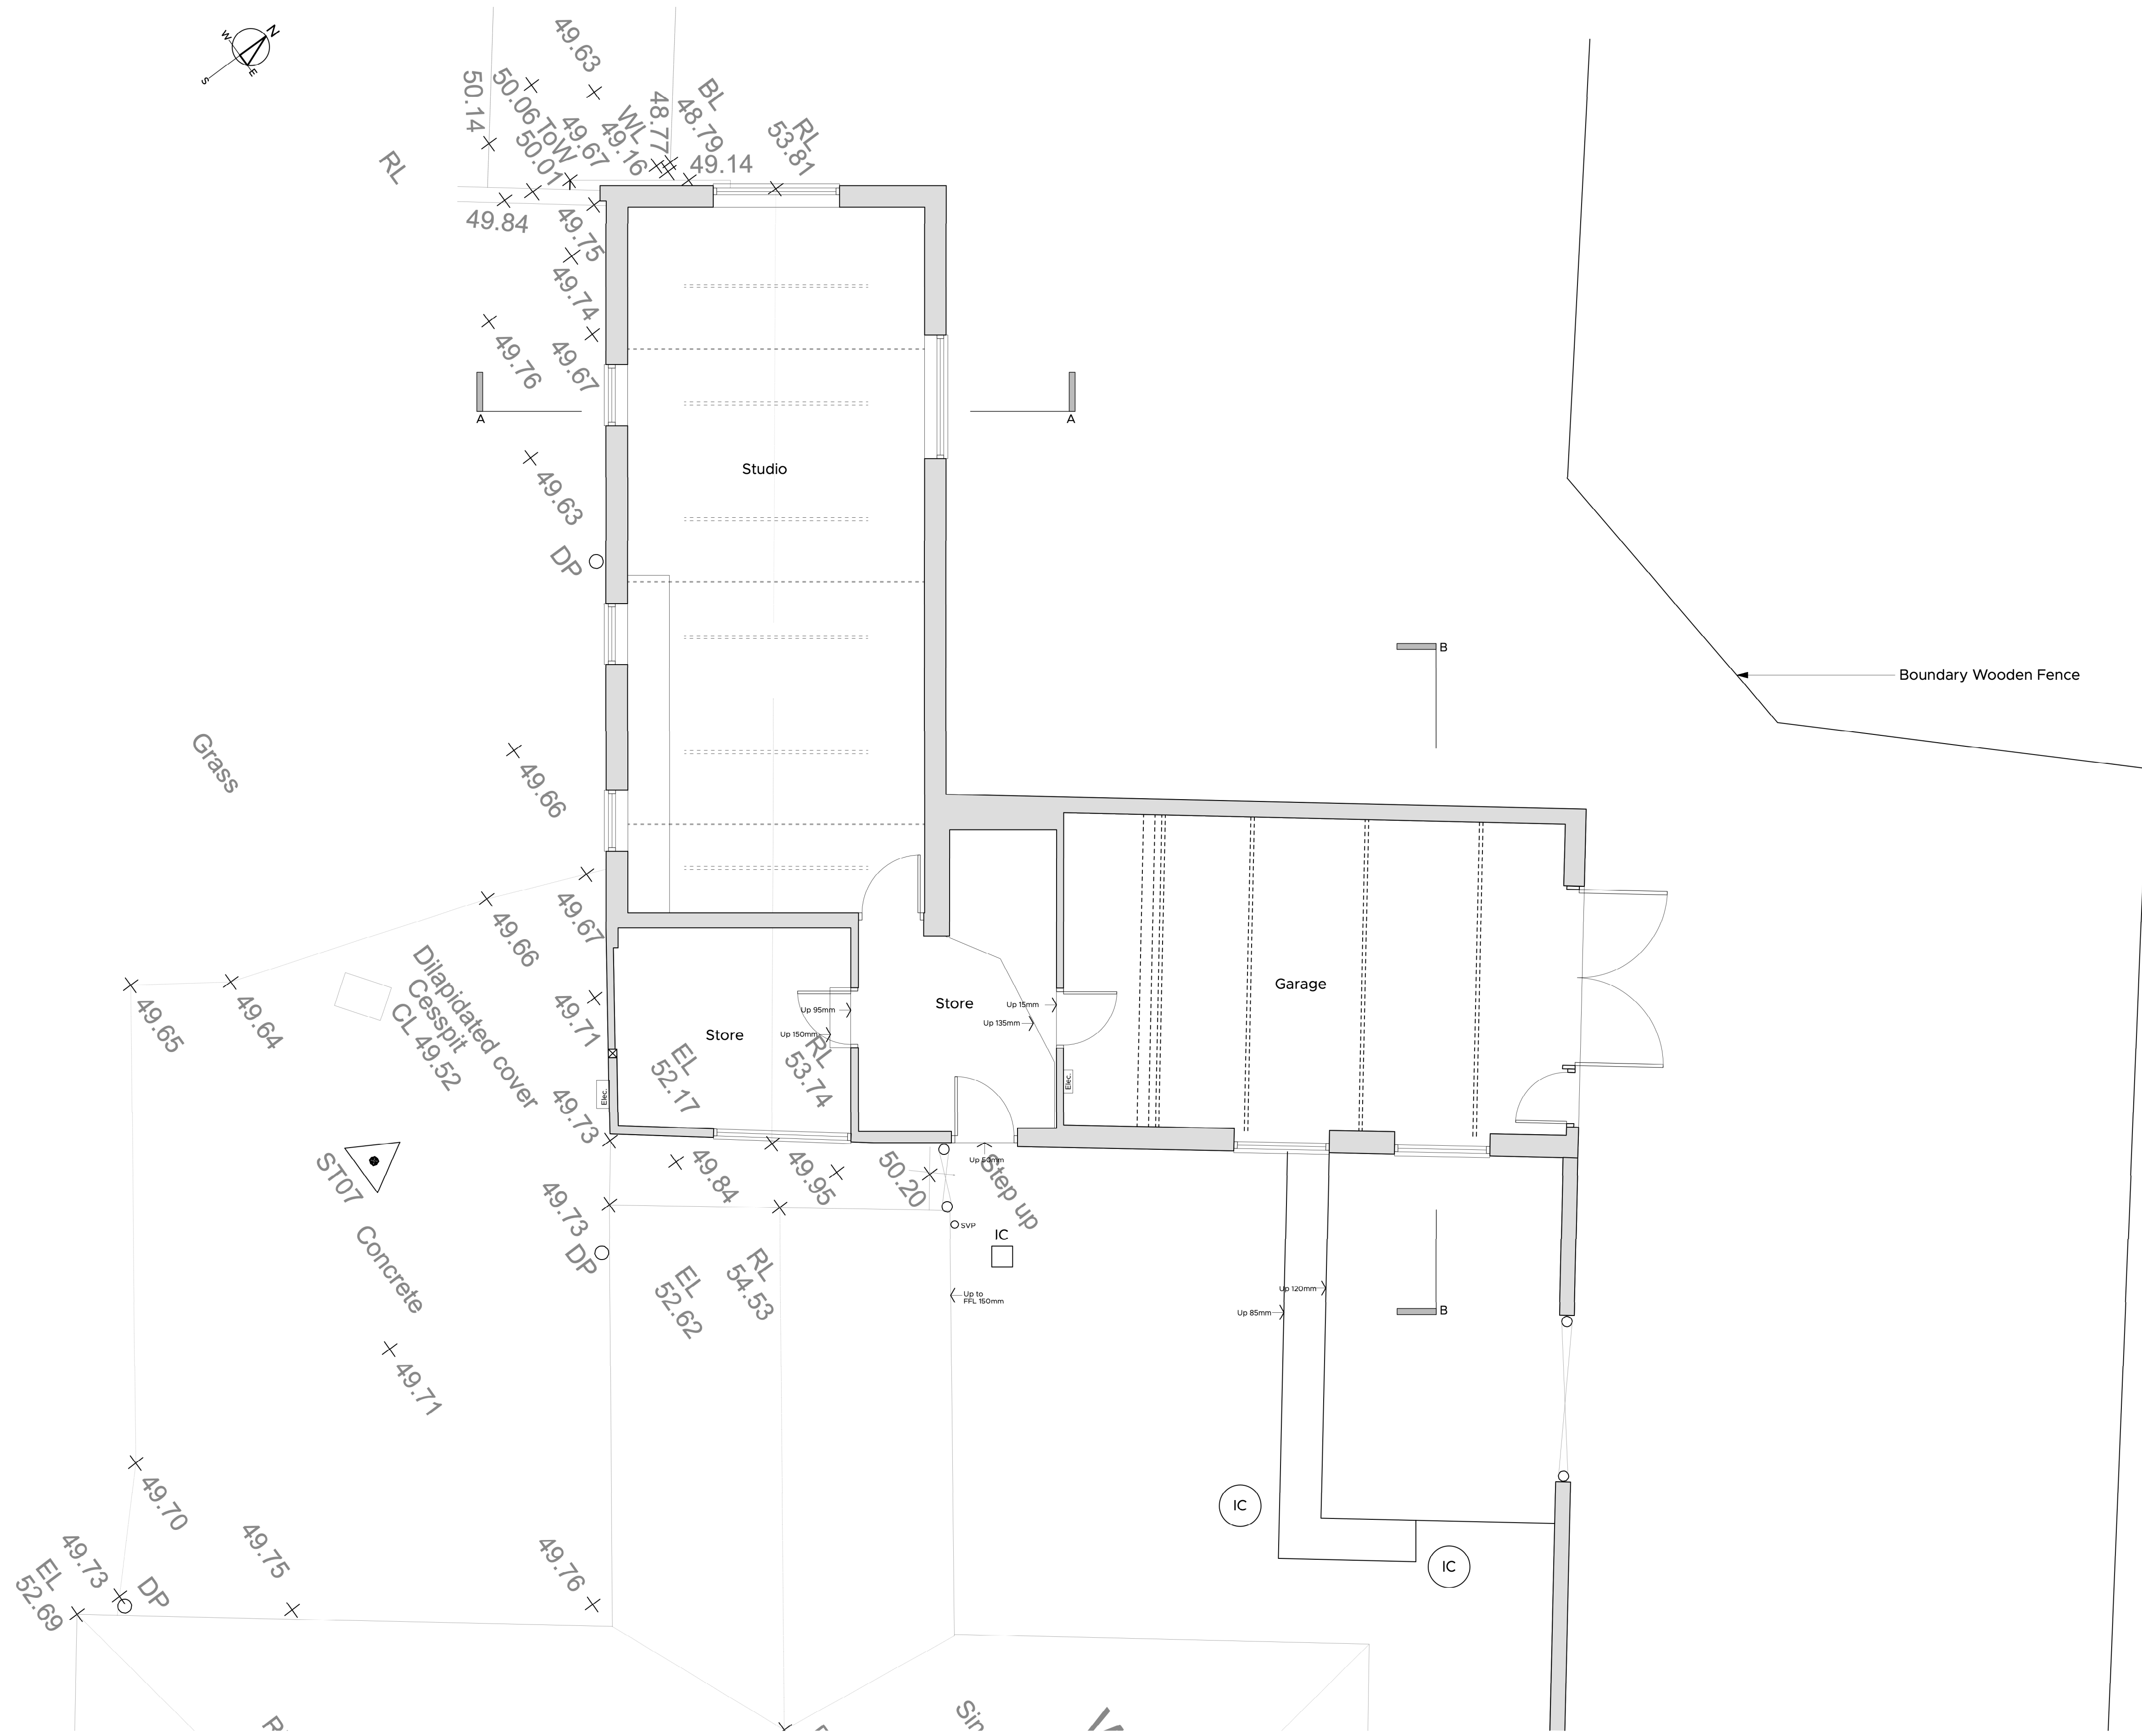 N
W
S
E
49.63
50.14
50.06 ToW
50.01
49.67
WL
49.16
48.77
BL
48.79
49.14
RL
53.81
RL
49.84
49.75
49.74
49.76
49.67
A
A
Studio
49.63
DP
B
Boundary Wooden Fence
Grass
49.66
49.67
49.66
49.65
49.64
Dilapidated cover
Cesspit
CL 49.52
49.71
Store
Store
Garage
Up 95mm
Up 150mm
Up 15mm
Up 135mm
EL
52.17
RL
53.74
Elec.
Elec.
49.73
ST07
49.84
49.95
50.20
Up 50mm
Step up
49.73
DP
SVP
IC
Concrete
EL
52.62
RL
54.53
Up to
FFL 150mm
Up 120mm
Up 85mm
B
49.71
49.70
IC
IC
49.75
49.76
49.73
DP
EL
52.69
Sin